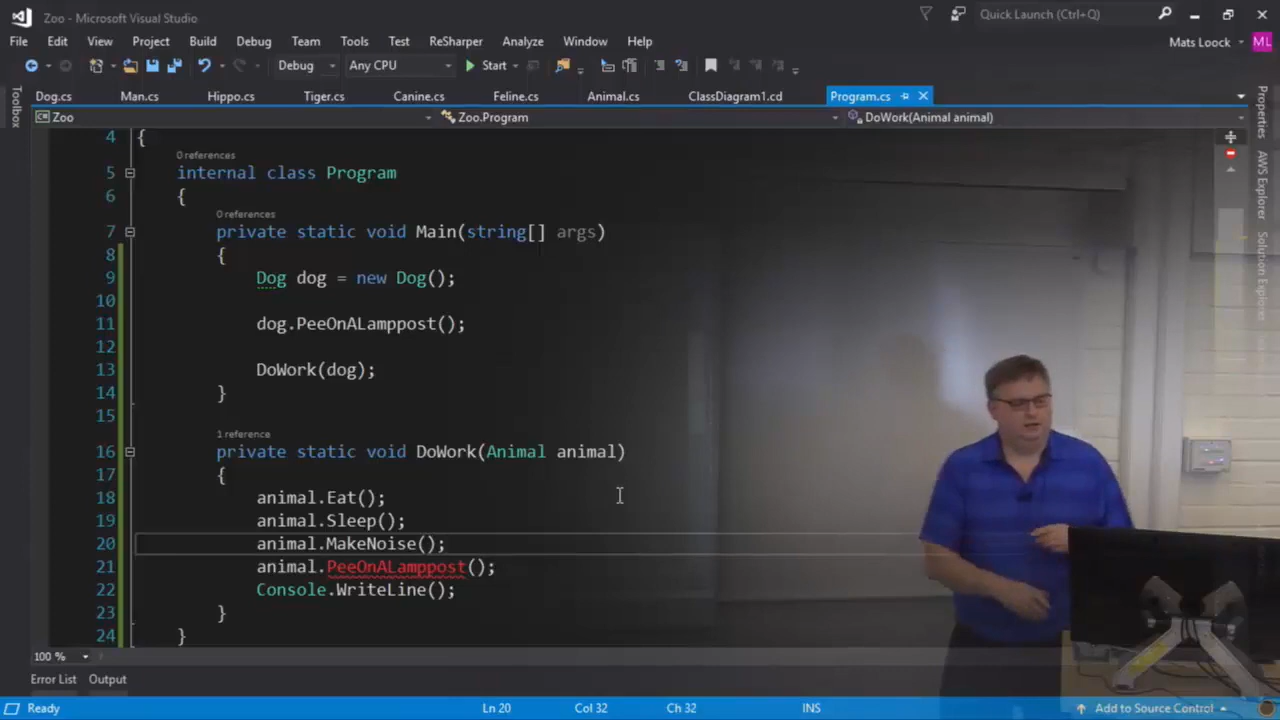 Zoo - Microsoft Visual Studio
Quick Launch (Ctrl+Q)
File Edit View Project Build Debug Team Tools Test ReSharper Analyze Window Help
Mats Loock ML
Debug Any CPU Start
Toolbox
Dog.cs Man.cs Hippo.cs Tiger.cs Canine.cs Feline.cs Animal.cs ClassDiagram1.cd Program.cs
Zoo Zoo.Program DoWork(Animal animal)
4 {
0 references
5 internal class Program
6 {
0 references
7 private static void Main(string[] args)
8 {
9 Dog dog = new Dog();
10
11 dog.PeeOnALamppost();
12
13 DoWork(dog);
14 }
15
1 reference
16 private static void DoWork(Animal animal)
17 {
18 animal.Eat();
19 animal.Sleep();
20 animal.MakeNoise();
21 animal.PeeOnALamppost();
22 Console.WriteLine();
23 }
24 }
Properties
AWS Explorer
Solution Explorer
100 %
Error List Output
Ready Ln 20 Col 32 Ch 32 INS Add to Source Control